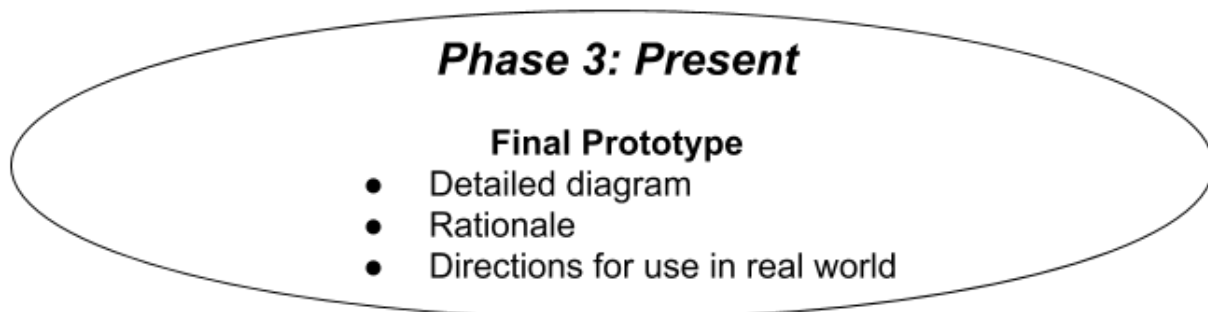 Phase 3: Present
Final Prototype
● Detailed diagram
● Rationale
● Directions for use in real world